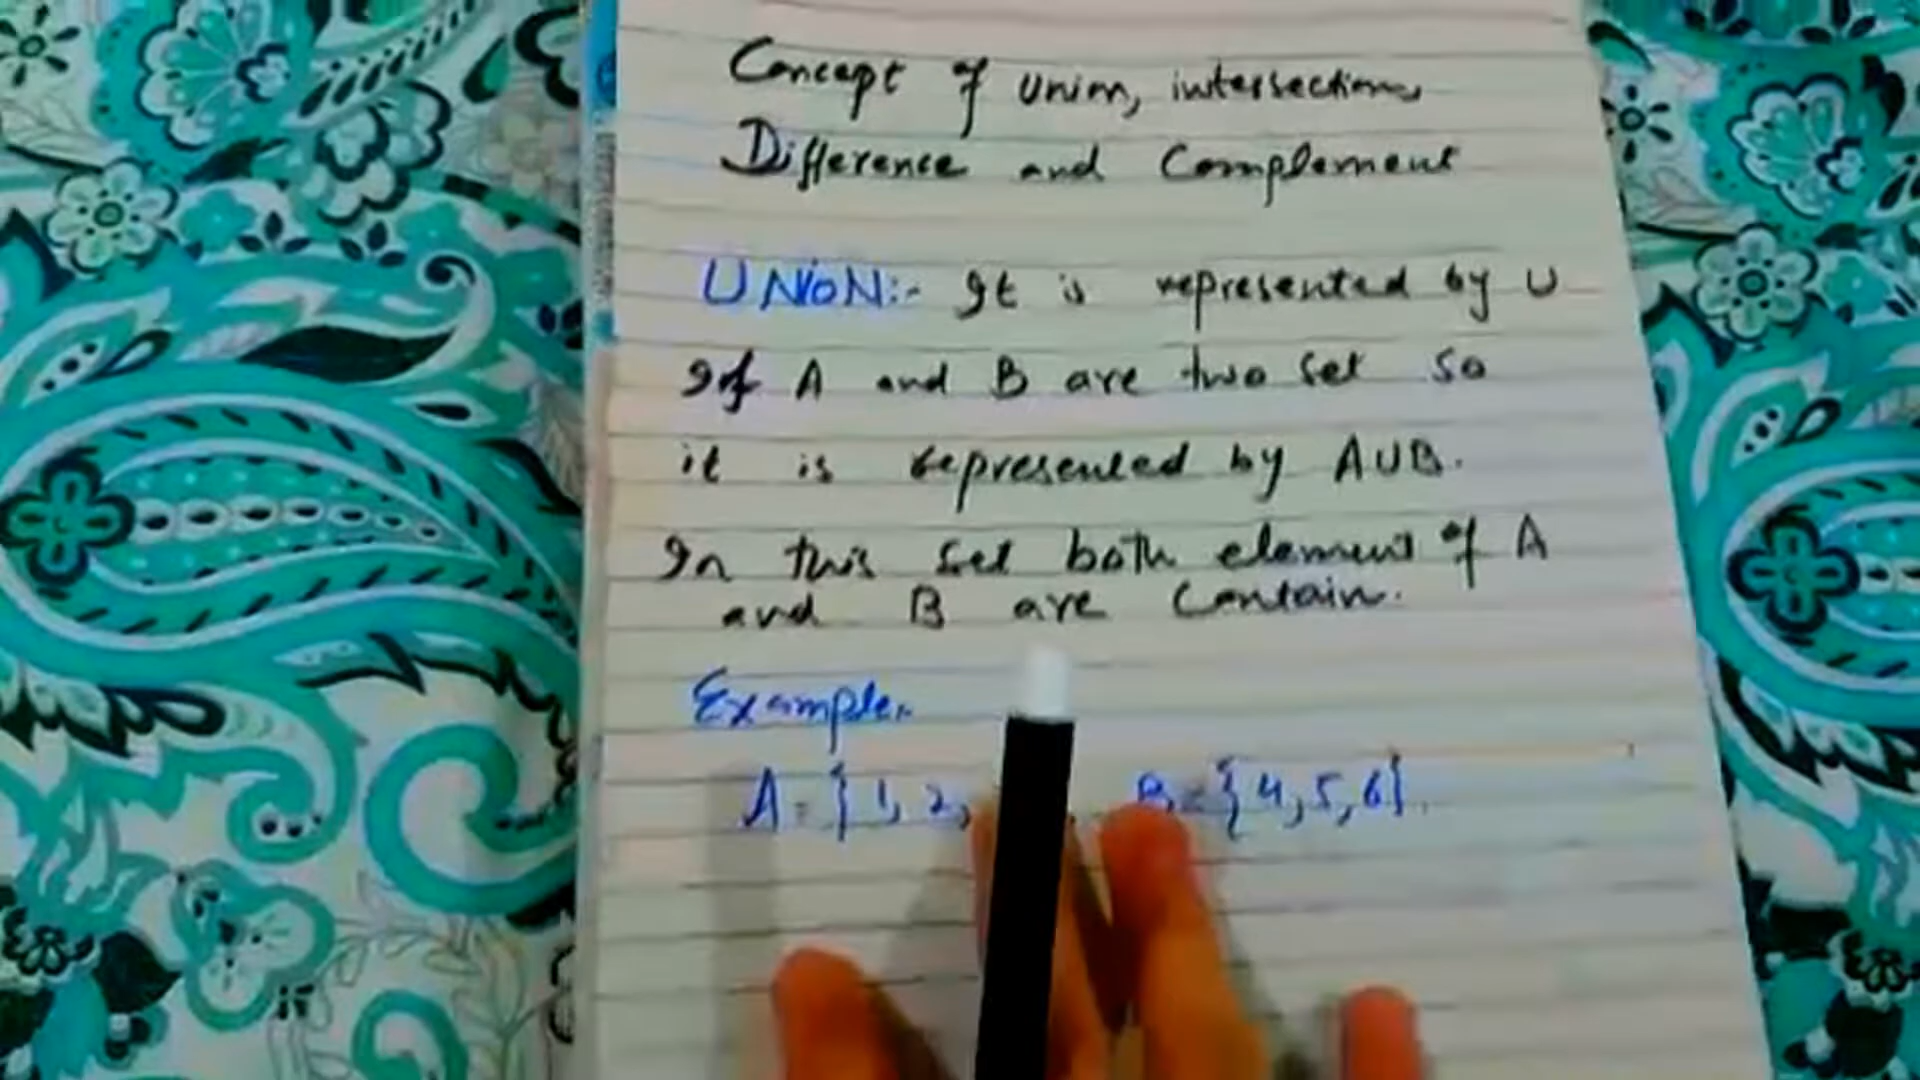 Concept of Union, intersection,
Difference and Complement
UNION:- It is represented by U
If A and B are two set so
it is represented by AUB.
In this set both element of A
and B are Contain.
Example:
A = {1, 2,
B = {4, 5, 6}.